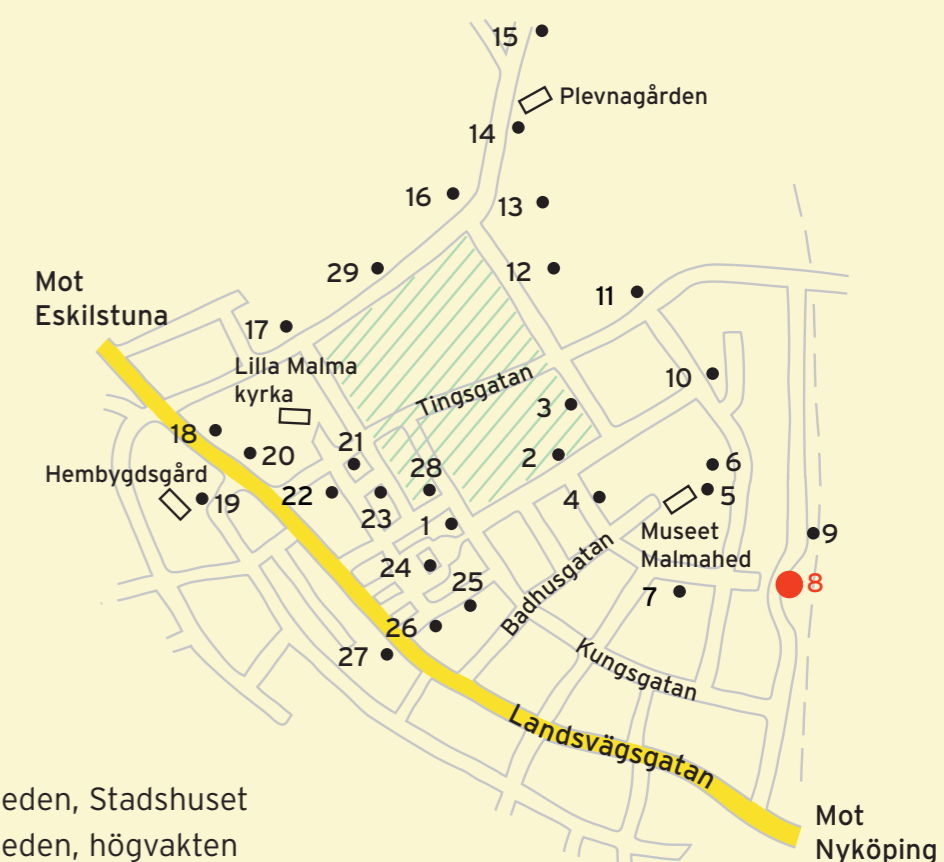 15
Plevnagården
14
16
13
29
12
11
Mot
Eskilstuna
17
Lilla Malma
kyrka
10
Tingsgatan
3
18
20
21
2
28
6
Hembygdsgård
19
22
23
4
5
1
Museet
Malmahed
9
24
Badhusgatan
25
7
8
26
27
Kungsgatan
Landsvägsgatan
eden, Stadshuset
eden, högvakten
Mot
Nyköping